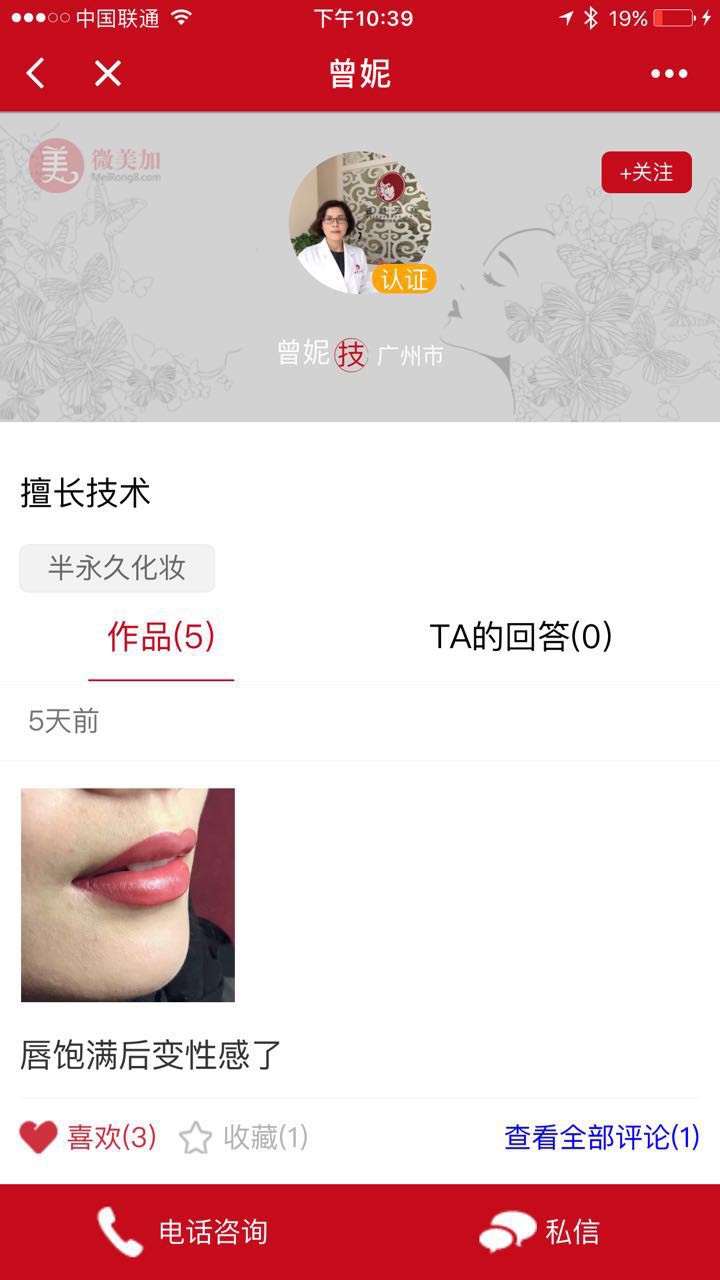 中国联通 下午10:39 19%
曾妮
美 微美加
MeiRong8.com
+关注
认证
曾妮 技 广州市
擅长技术
半永久化妆
作品(5) TA的回答(0)
5天前
唇饱满后变性感了
喜欢(3) 收藏(1) 查看全部评论(1)
电话咨询 私信